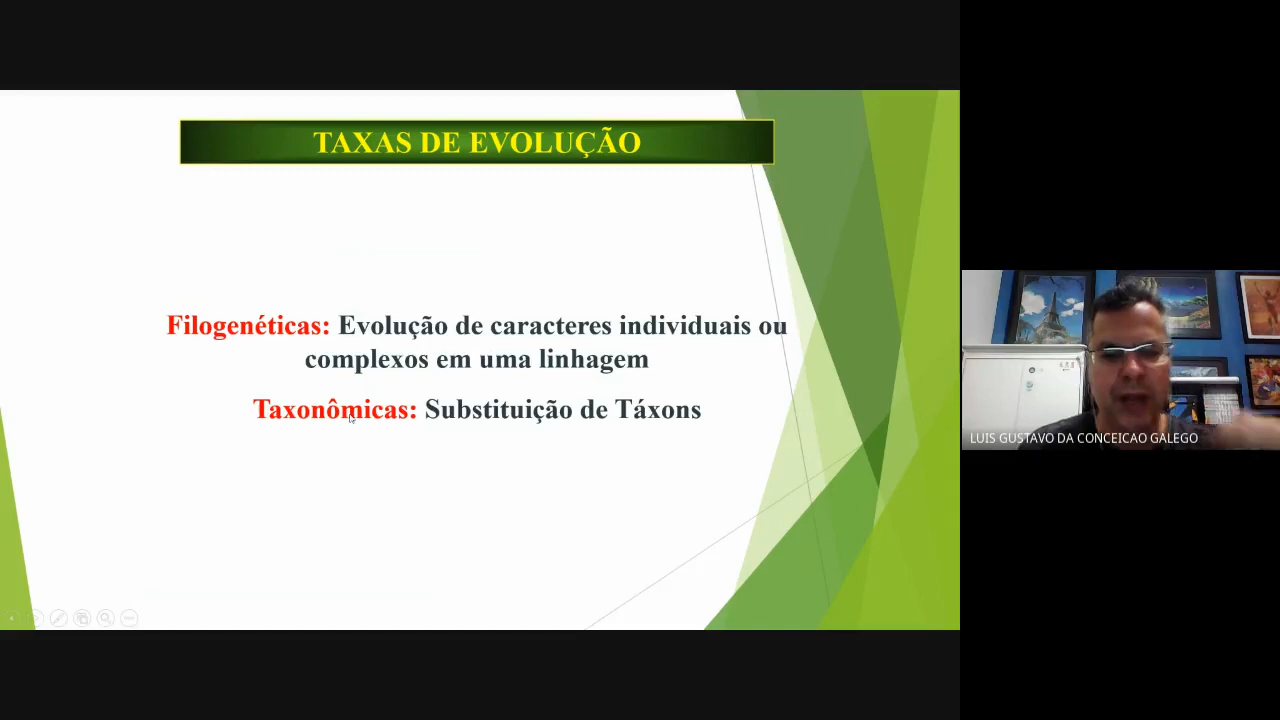 TAXAS DE EVOLUÇÃO
Filogenéticas: Evolução de caracteres individuais ou
complexos em uma linhagem
Taxonômicas: Substituição de Táxons
LUIS GUSTAVO DA CONCEICAO GALEGO